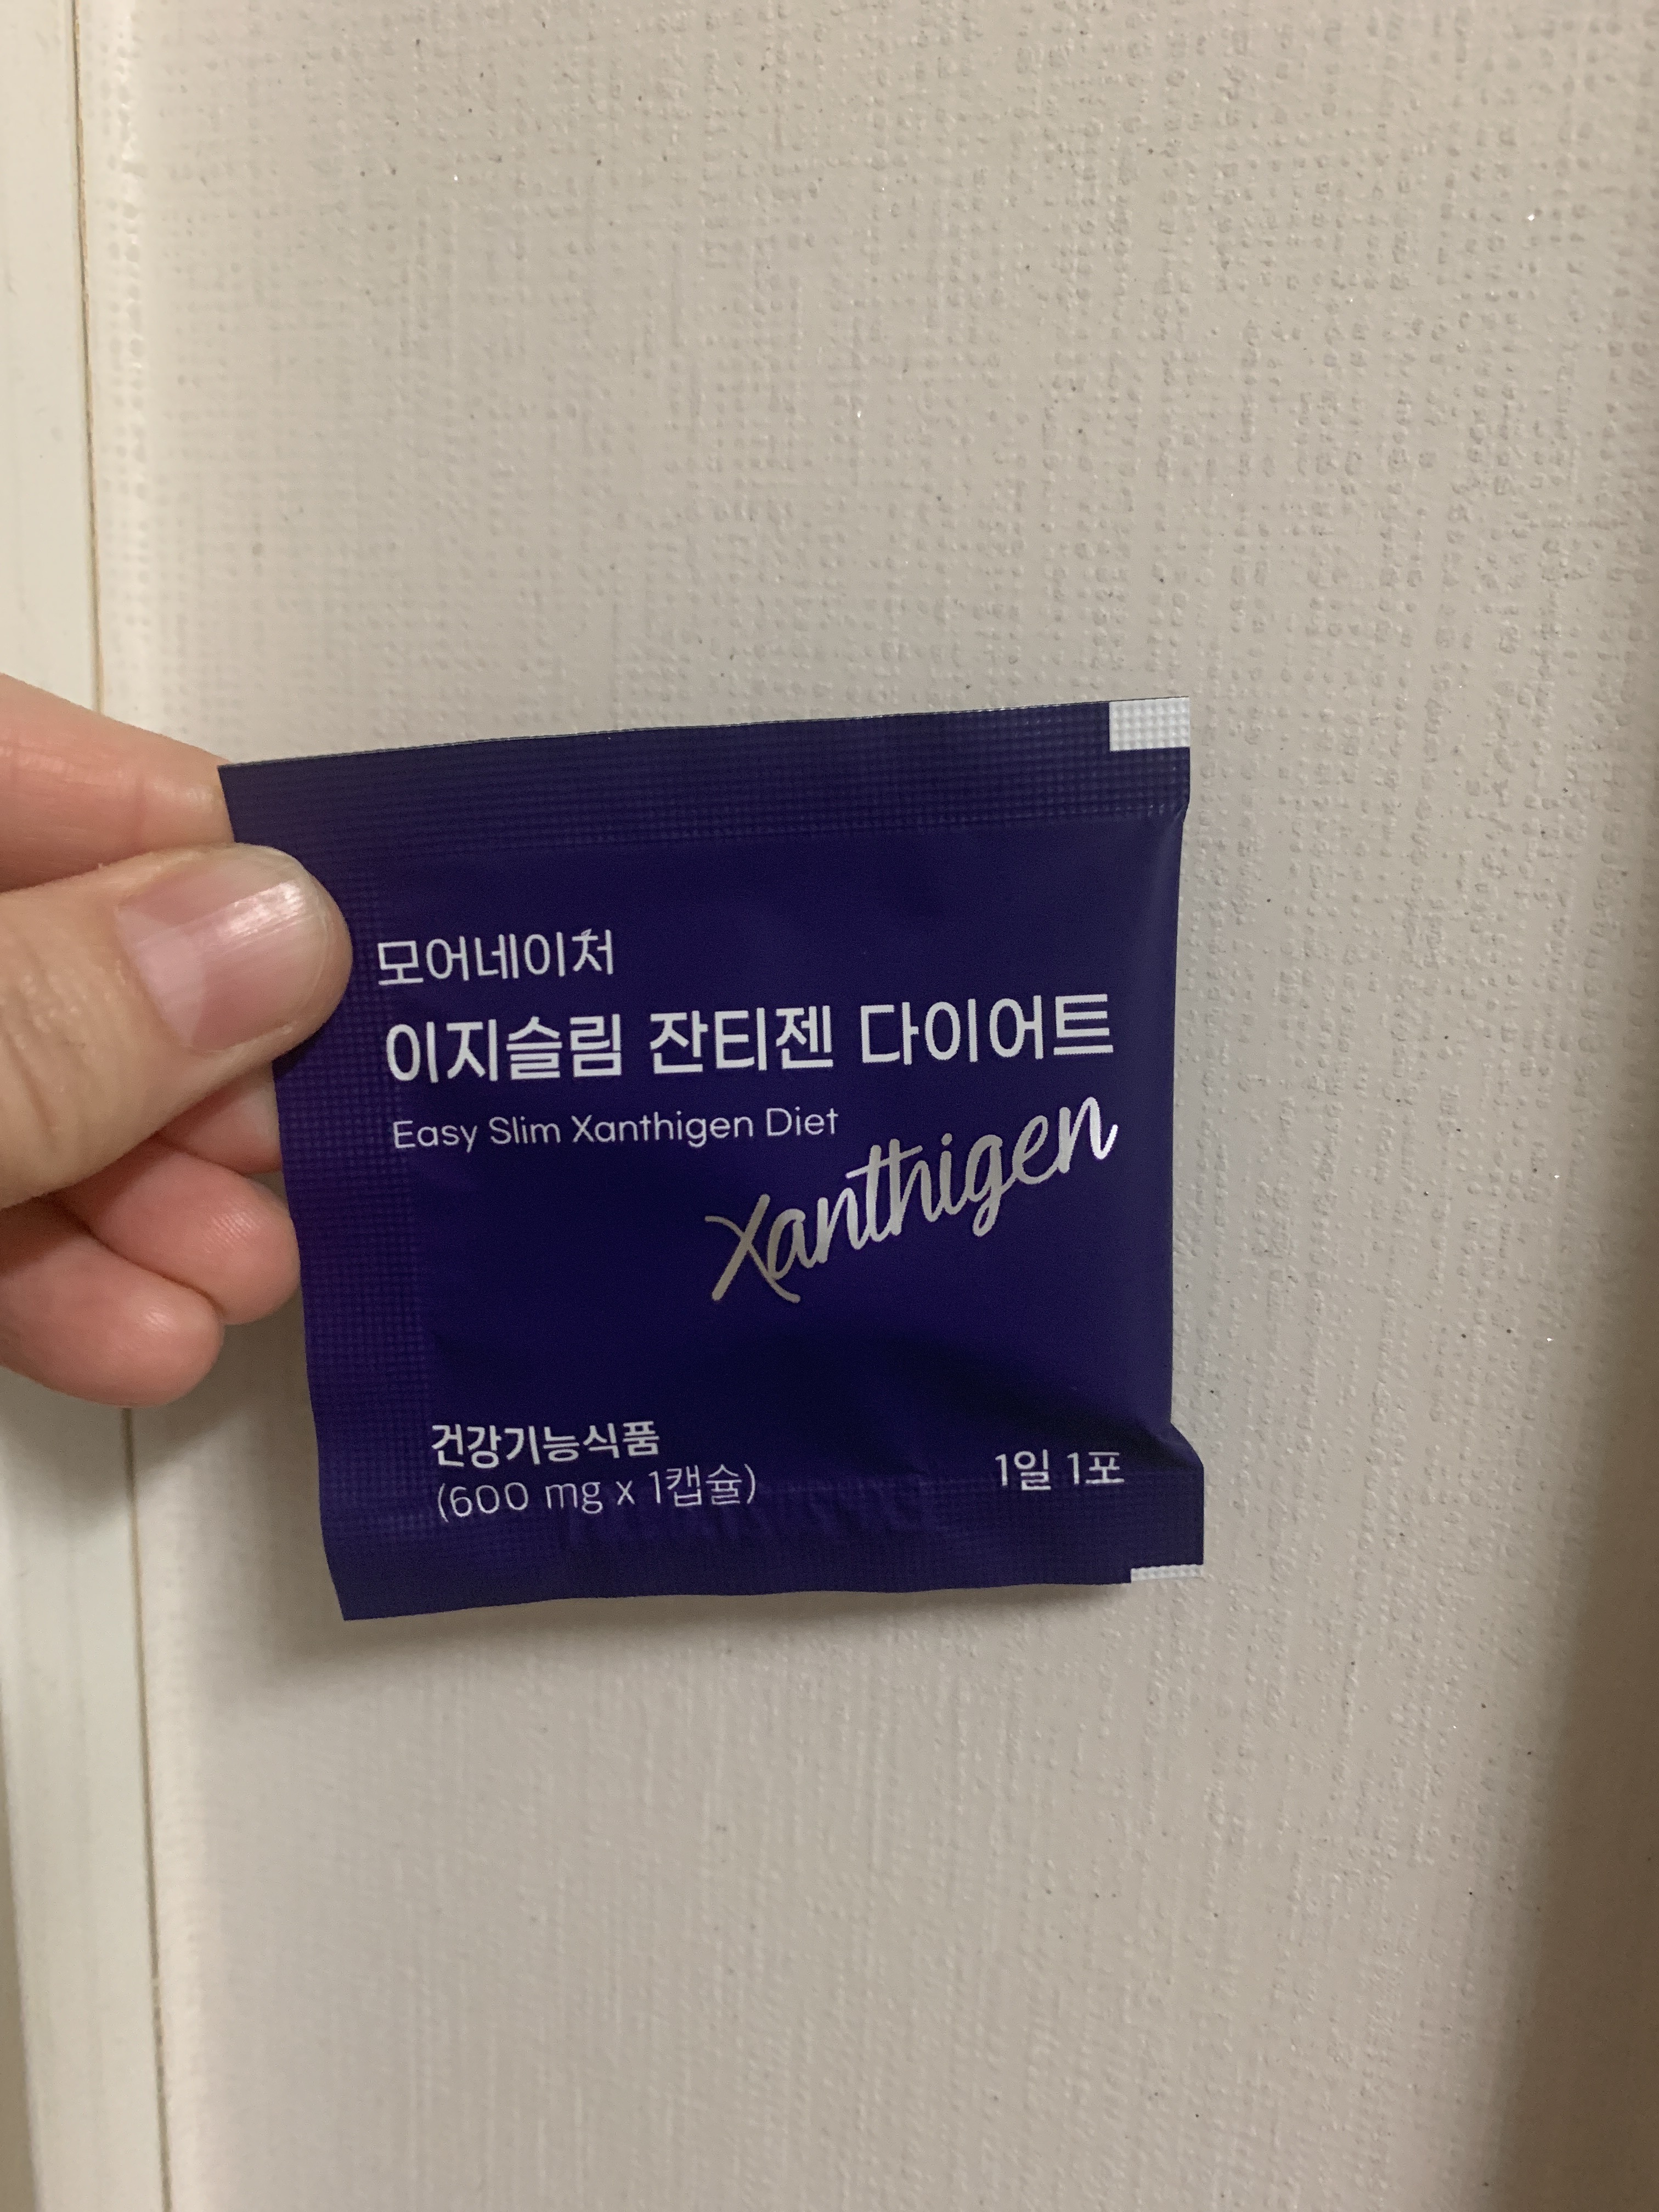 모어네이처
이지슬림 잔티젠 다이어트
Easy Slim Xanthigen Diet
Xanthigen
건강기능식품
(600 mg x 1캡슐)
1일 1포